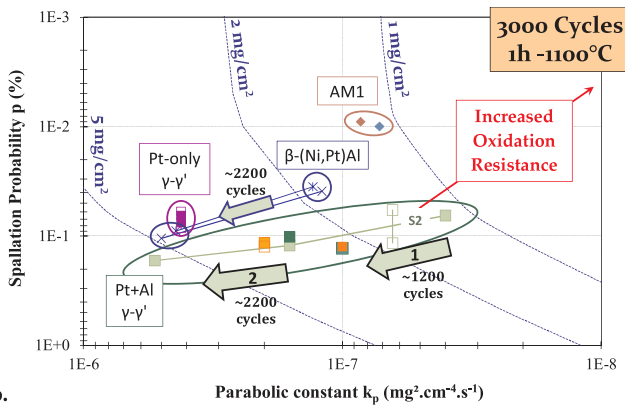 3000 Cycles
1h -1100°C
Spallation Probability p (%)
1E-3
1E-2
1E-1
1E+0
2 mg/cm²
1 mg/cm²
5 mg/cm²
AM1
Increased
Oxidation
Resistance
Pt-only
γ-γ'
β-(Ni,Pt)Al
~2200
cycles
S2
1
~1200
cycles
2
~2200
cycles
Pt+Al
γ-γ'
1E-6
1E-7
1E-8
Parabolic constant kₚ (mg².cm⁻⁴.s⁻¹)